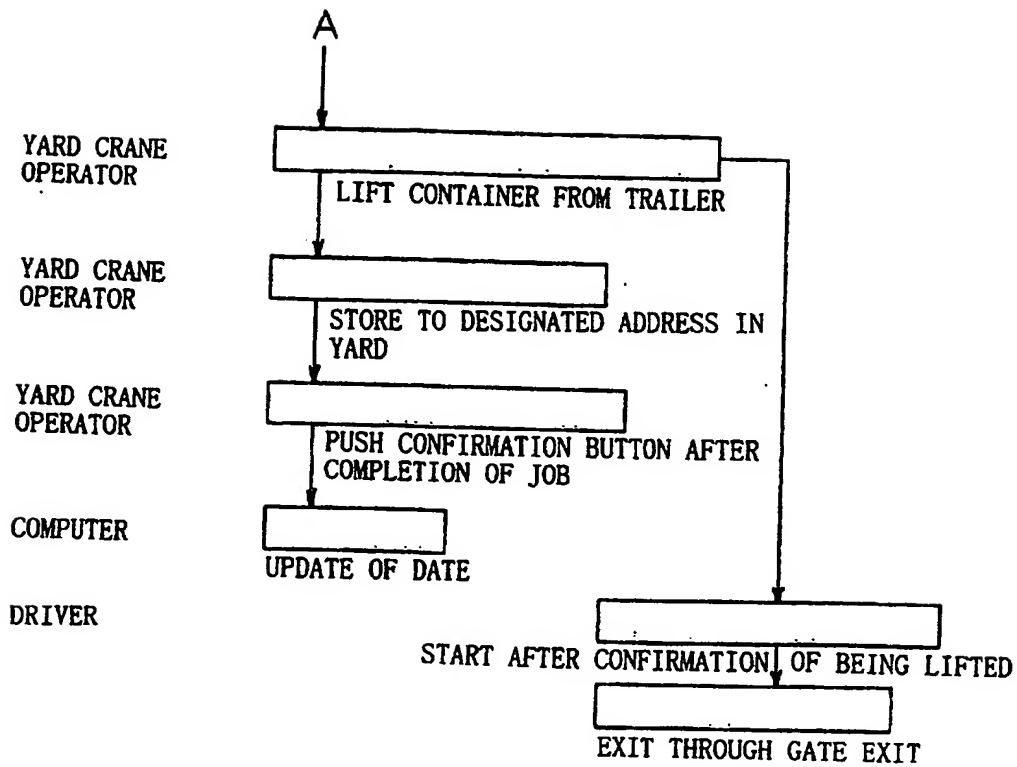 A
YARD CRANE
OPERATOR
LIFT CONTAINER FROM TRAILER
YARD CRANE
OPERATOR
STORE TO DESIGNATED ADDRESS IN
YARD
YARD CRANE
OPERATOR
PUSH CONFIRMATION BUTTON AFTER
COMPLETION OF JOB
COMPUTER
UPDATE OF DATE
DRIVER
START AFTER CONFIRMATION OF BEING LIFTED
EXIT THROUGH GATE EXIT